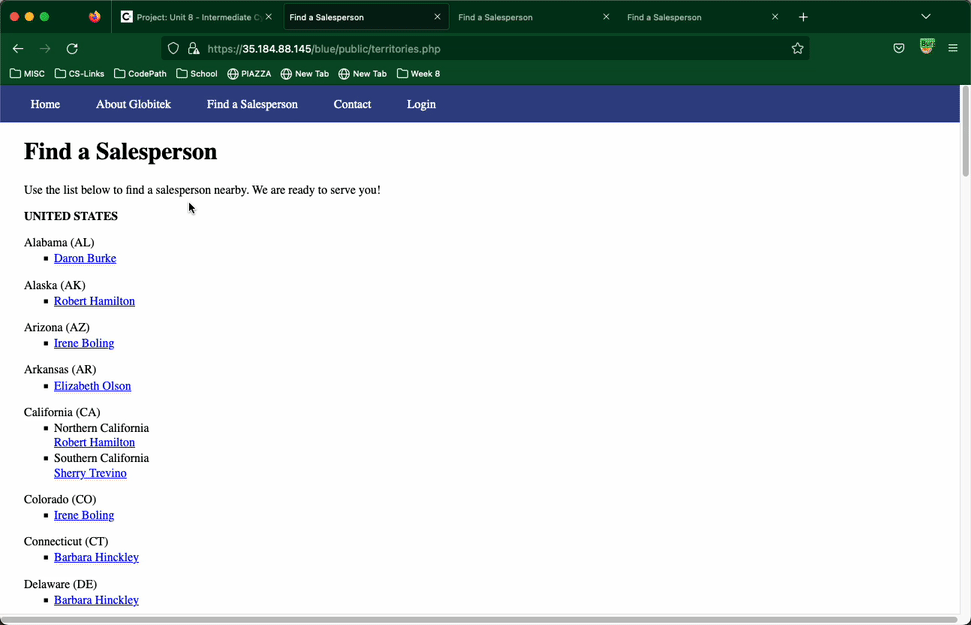 Project: Unit 8 - Intermediate Cy
Find a Salesperson
Find a Salesperson
Find a Salesperson
https://35.184.88.145/blue/public/territories.php
MISC
CS-Links
CodePath
School
PIAZZA
New Tab
New Tab
Week 8
Home
About Globitek
Find a Salesperson
Contact
Login
Find a Salesperson
Use the list below to find a salesperson nearby. We are ready to serve you!
UNITED STATES
Alabama (AL)
Daron Burke
Alaska (AK)
Robert Hamilton
Arizona (AZ)
Irene Boling
Arkansas (AR)
Elizabeth Olson
California (CA)
Northern California
Robert Hamilton
Southern California
Sherry Trevino
Colorado (CO)
Irene Boling
Connecticut (CT)
Barbara Hinckley
Delaware (DE)
Barbara Hinckley